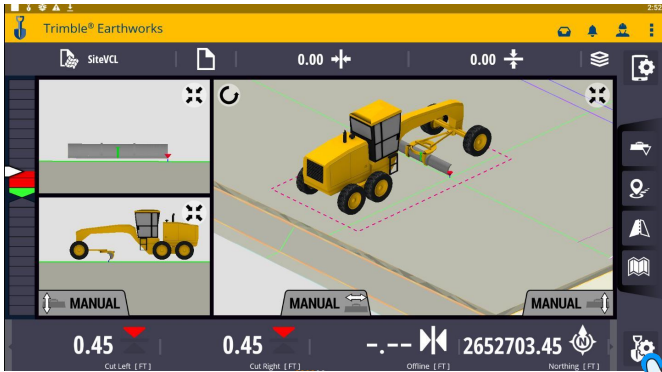 2:52
Trimble® Earthworks
SiteVCL
0.00
0.00
MANUAL
MANUAL
MANUAL
0.45
0.45
-.--
2652703.45
Cut Left [FT]
Cut Right [FT]
Offline [FT]
Northing [FT]